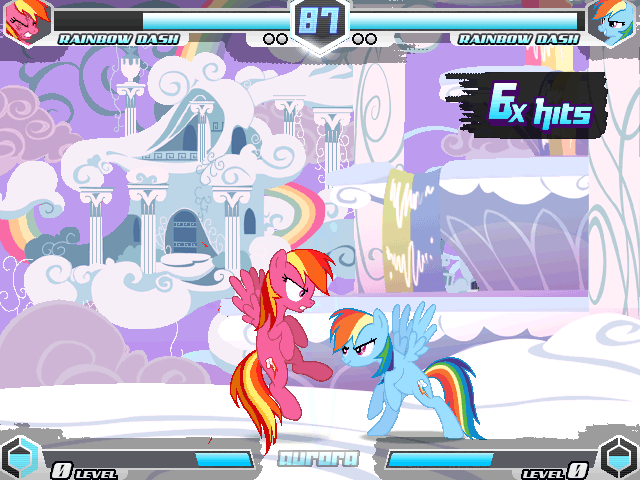 87
RAINBOW DASH
RAINBOW DASH
6x hits
0 LEVEL
aurora
LEVEL 0